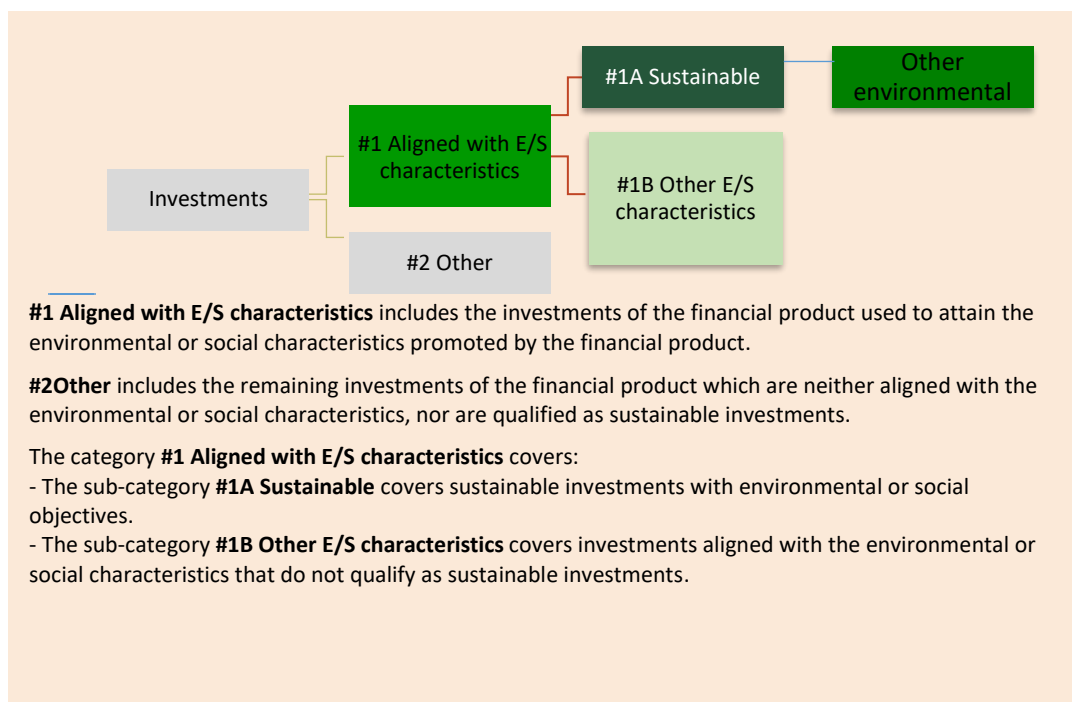 #1A Sustainable
Other
environmental
#1 Aligned with E/S
characteristics
#1B Other E/S
characteristics
Investments
#2 Other
#1 Aligned with E/S characteristics includes the investments of the financial product used to attain the
environmental or social characteristics promoted by the financial product.
#2Other includes the remaining investments of the financial product which are neither aligned with the
environmental or social characteristics, nor are qualified as sustainable investments.
The category #1 Aligned with E/S characteristics covers:
- The sub-category #1A Sustainable covers sustainable investments with environmental or social
objectives.
- The sub-category #1B Other E/S characteristics covers investments aligned with the environmental or
social characteristics that do not qualify as sustainable investments.